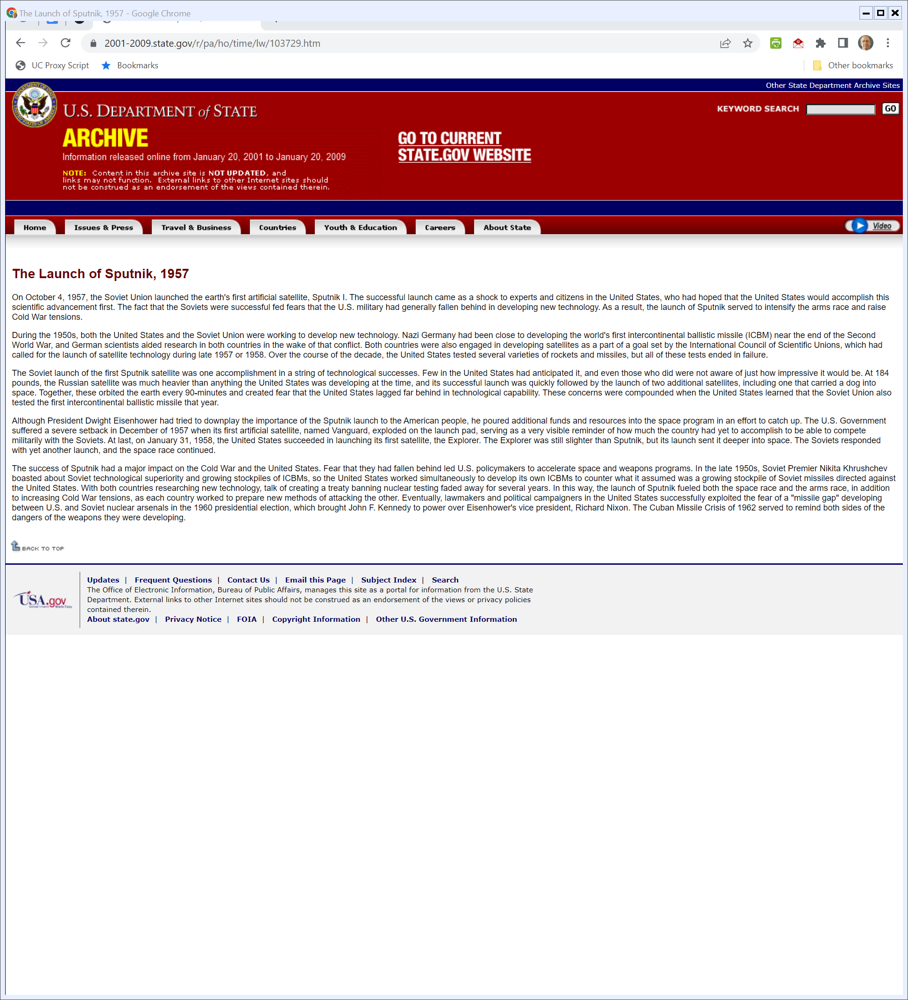 The Launch of Sputnik, 1957 - Google Chrome
2001-2009.state.gov/r/pa/ho/time/lw/103729.htm
UC Proxy Script Bookmarks Other bookmarks
Other State Department Archive Sites
U.S. DEPARTMENT of STATE
KEYWORD SEARCH GO
ARCHIVE
Information released online from January 20, 2001 to January 20, 2009
NOTE: Content in this archive site is NOT UPDATED, and
links may not function. External links to other Internet sites should
not be construed as an endorsement of the views contained therein.
GO TO CURRENT
STATE.GOV WEBSITE
Home Issues & Press Travel & Business Countries Youth & Education Careers About State Video
The Launch of Sputnik, 1957
On October 4, 1957, the Soviet Union launched the earth's first artificial satellite, Sputnik I. The successful launch came as a shock to experts and citizens in the United States, who had hoped that the United States would accomplish this
scientific advancement first. The fact that the Soviets were successful fed fears that the U.S. military had generally fallen behind in developing new technology. As a result, the launch of Sputnik served to intensify the arms race and raise
Cold War tensions.
During the 1950s, both the United States and the Soviet Union were working to develop new technology. Nazi Germany had been close to developing the world's first intercontinental ballistic missile (ICBM) near the end of the Second
World War, and German scientists aided research in both countries in the wake of that conflict. Both countries were also engaged in developing satellites as a part of a goal set by the International Council of Scientific Unions, which had
called for the launch of satellite technology during late 1957 or 1958. Over the course of the decade, the United States tested several varieties of rockets and missiles, but all of these tests ended in failure.
The Soviet launch of the first Sputnik satellite was one accomplishment in a string of technological successes. Few in the United States had anticipated it, and even those who did were not aware of just how impressive it would be. At 184
pounds, the Russian satellite was much heavier than anything the United States was developing at the time, and its successful launch was quickly followed by the launch of two additional satellites, including one that carried a dog into
space. Together, these orbited the earth every 90-minutes and created fear that the United States lagged far behind in technological capability. These concerns were compounded when the United States learned that the Soviet Union also
tested the first intercontinental ballistic missile that year.
Although President Dwight Eisenhower had tried to downplay the importance of the Sputnik launch to the American people, he poured additional funds and resources into the space program in an effort to catch up. The U.S. Government
suffered a severe setback in December of 1957 when its first artificial satellite, named Vanguard, exploded on the launch pad, serving as a very visible reminder of how much the country had yet to accomplish to be able to compete
militarily with the Soviets. At last, on January 31, 1958, the United States succeeded in launching its first satellite, the Explorer. The Explorer was still slighter than Sputnik, but its launch sent it deeper into space. The Soviets responded
with yet another launch, and the space race continued.
The success of Sputnik had a major impact on the Cold War and the United States. Fear that they had fallen behind led U.S. policymakers to accelerate space and weapons programs. In the late 1950s, Soviet Premier Nikita Khrushchev
boasted about Soviet technological superiority and growing stockpiles of ICBMs, so the United States worked simultaneously to develop its own ICBMs to counter what it assumed was a growing stockpile of Soviet missiles directed against
the United States. With both countries researching new technology, talk of creating a treaty banning nuclear testing faded away for several years. In this way, the launch of Sputnik fueled both the space race and the arms race, in addition
to increasing Cold War tensions, as each country worked to prepare new methods of attacking the other. Eventually, lawmakers and political campaigners in the United States successfully exploited the fear of a "missile gap" developing
between U.S. and Soviet nuclear arsenals in the 1960 presidential election, which brought John F. Kennedy to power over Eisenhower's vice president, Richard Nixon. The Cuban Missile Crisis of 1962 served to remind both sides of the
dangers of the weapons they were developing.
BACK TO TOP
USA.gov
Government Made Easy
Updates | Frequent Questions | Contact Us | Email this Page | Subject Index | Search
The Office of Electronic Information, Bureau of Public Affairs, manages this site as a portal for information from the U.S. State
Department. External links to other Internet sites should not be construed as an endorsement of the views or privacy policies
contained therein.
About state.gov | Privacy Notice | FOIA | Copyright Information | Other U.S. Government Information